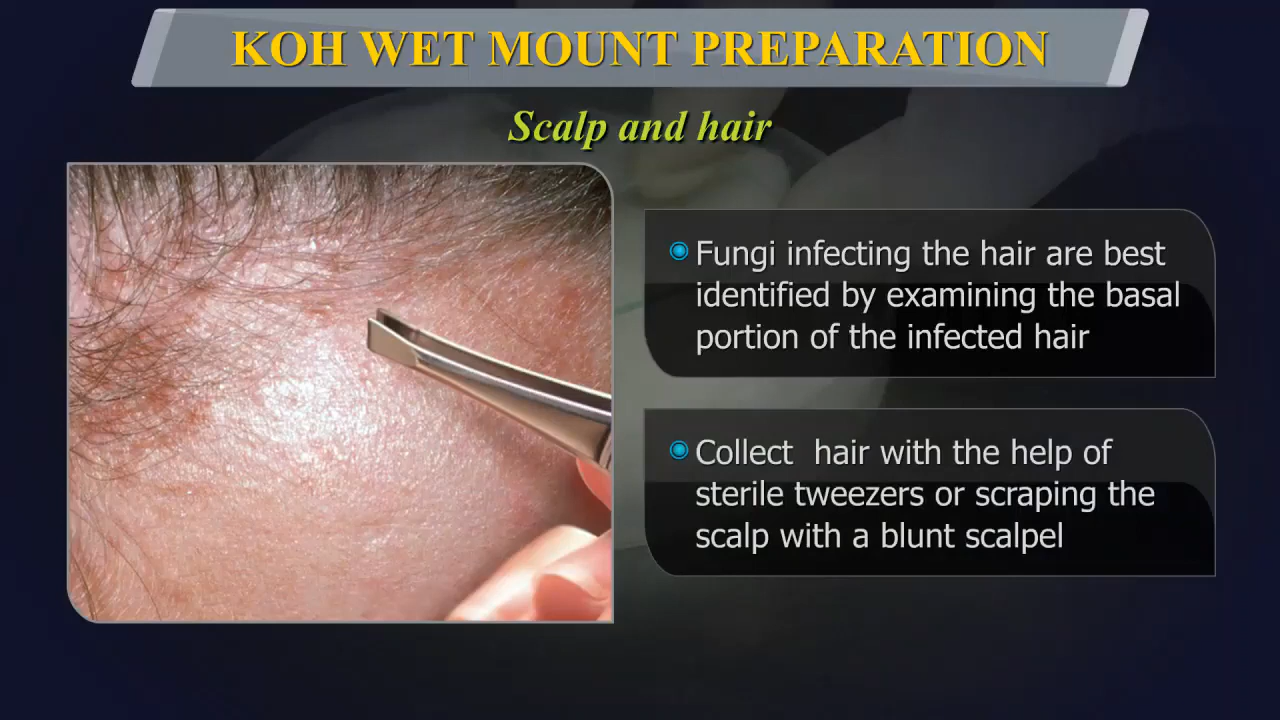 KOH WET MOUNT PREPARATION
Scalp and hair
Fungi infecting the hair are best
identified by examining the basal
portion of the infected hair
Collect  hair with the help of
sterile tweezers or scraping the
scalp with a blunt scalpel